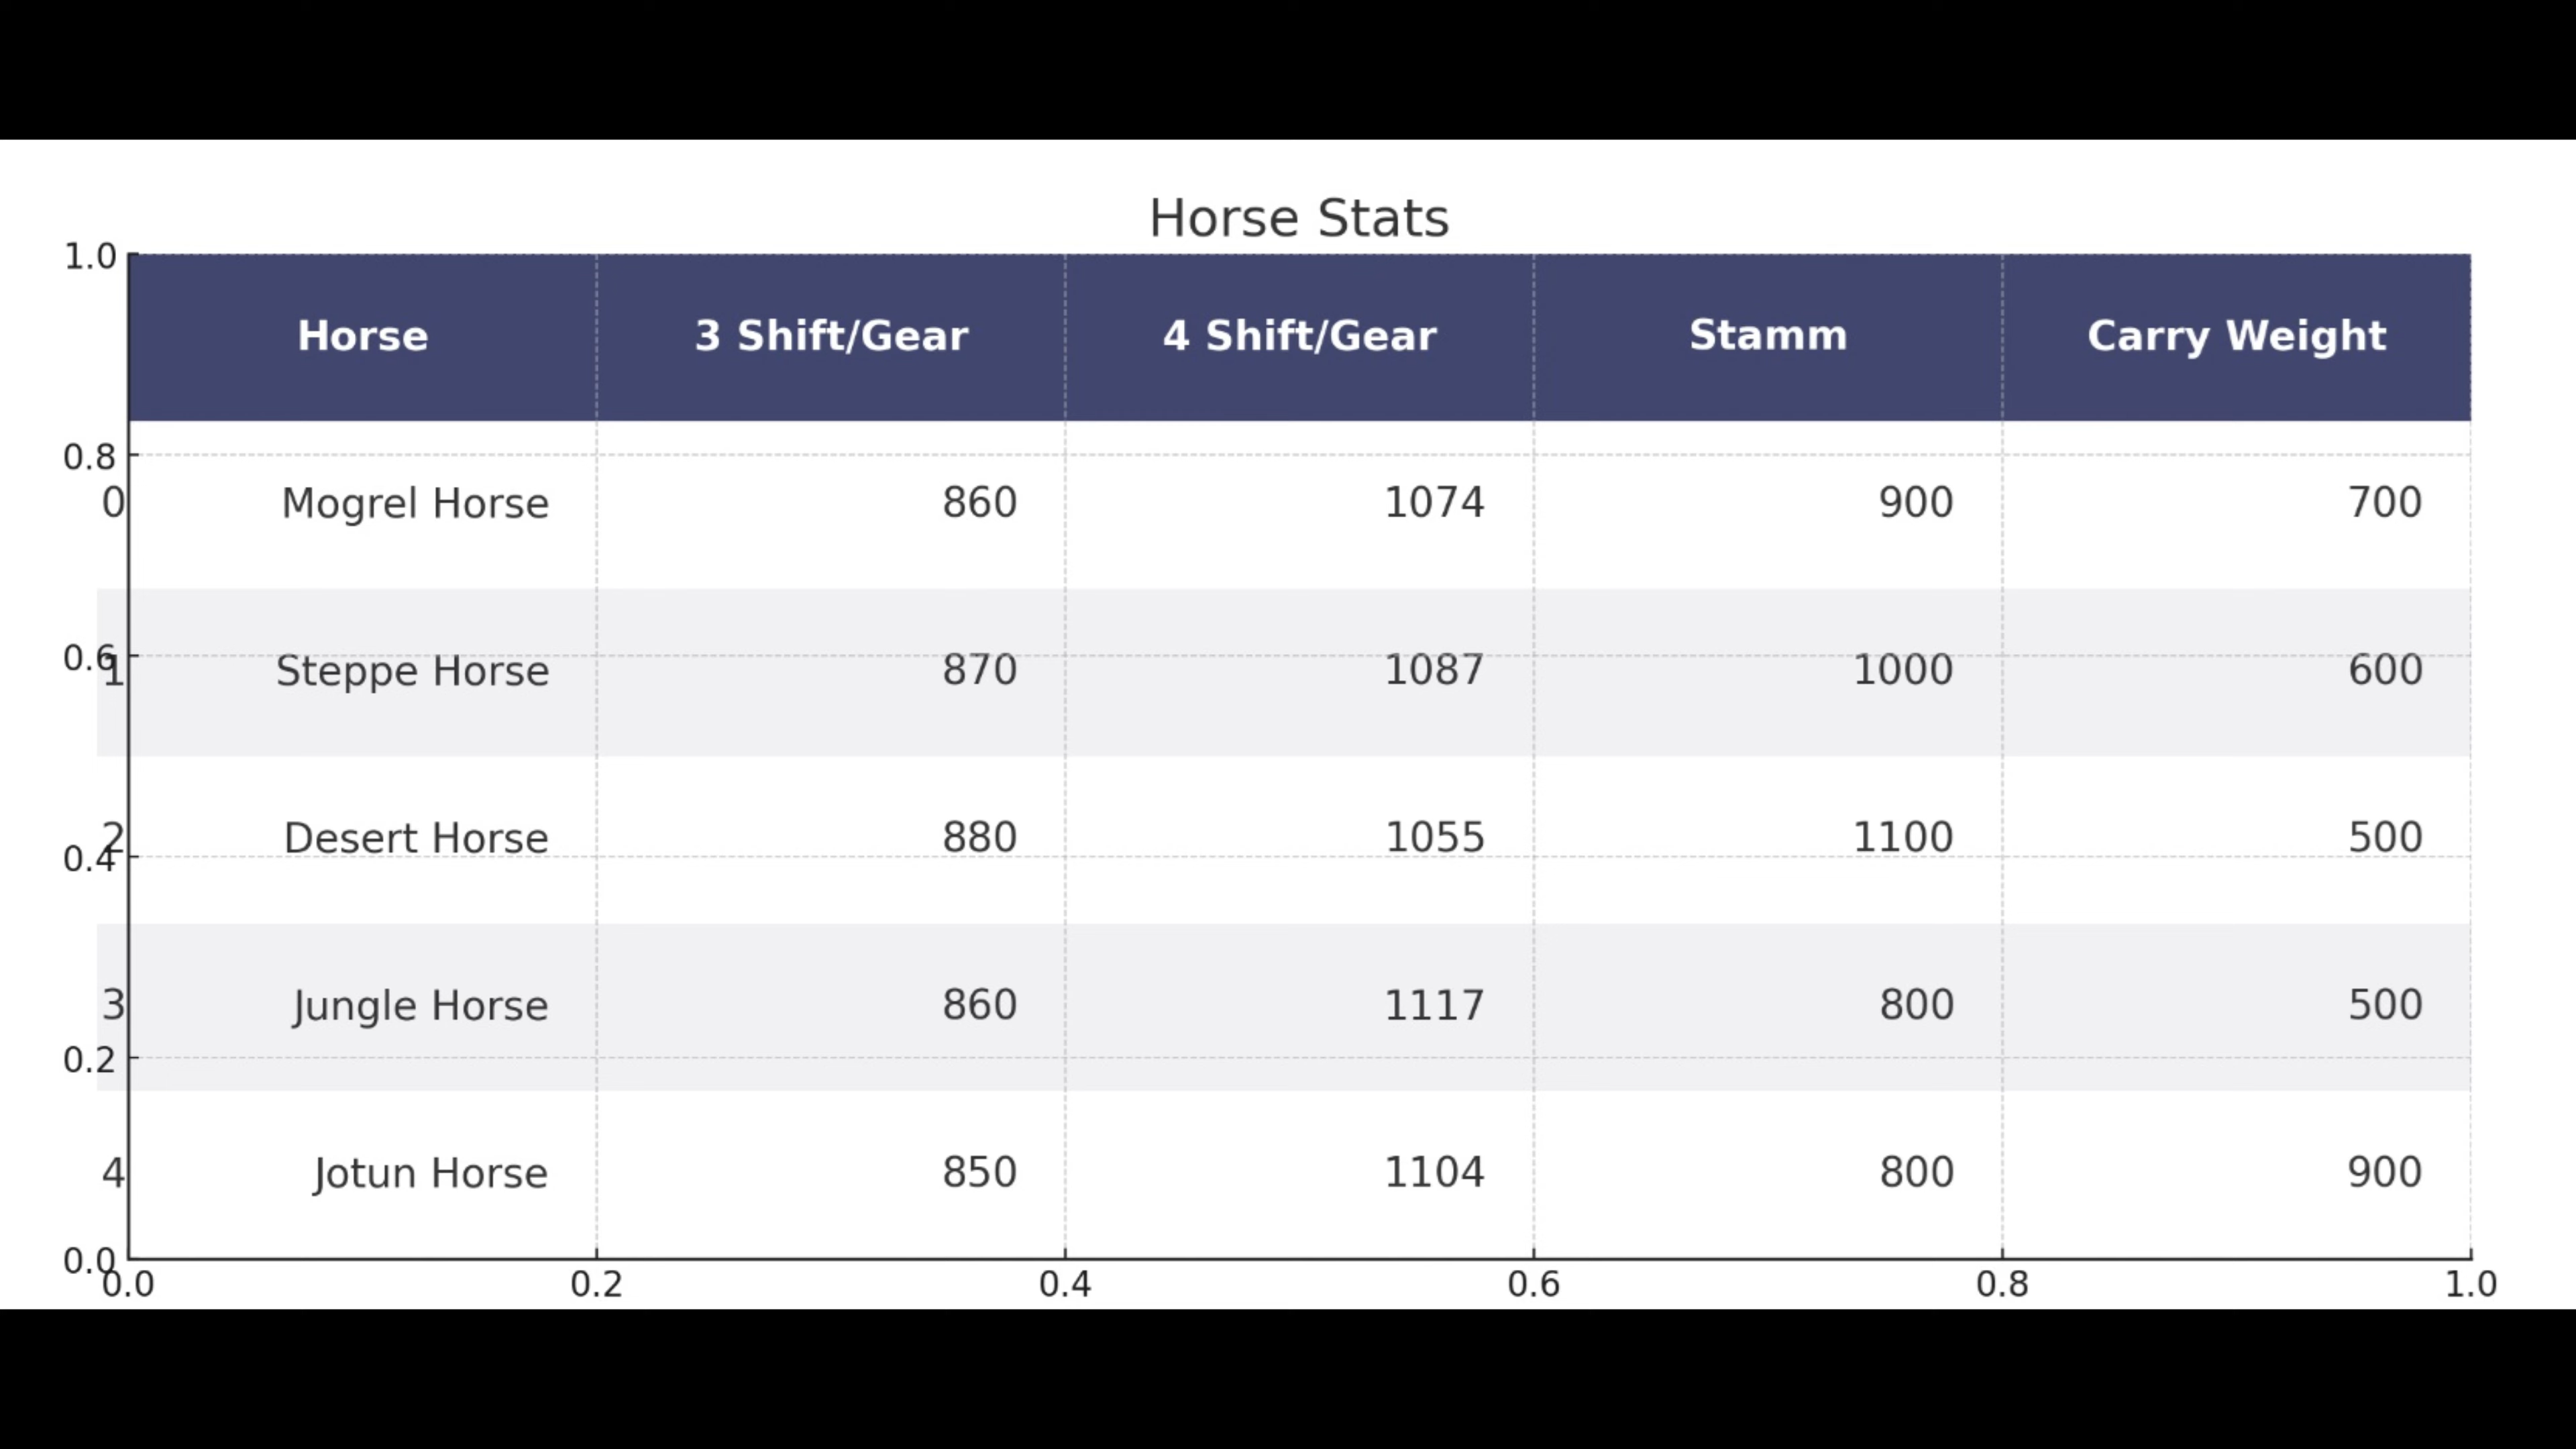 Horse Stats
1.0
Horse 3 Shift/Gear 4 Shift/Gear Stamm Carry Weight
0.8
0 Mogrel Horse 860 1074 900 700
0.6
1 Steppe Horse 870 1087 1000 600
2 Desert Horse 880 1055 1100 500
0.4
3 Jungle Horse 860 1117 800 500
0.2
4 Jotun Horse 850 1104 800 900
0.0
0.0 0.2 0.4 0.6 0.8 1.0